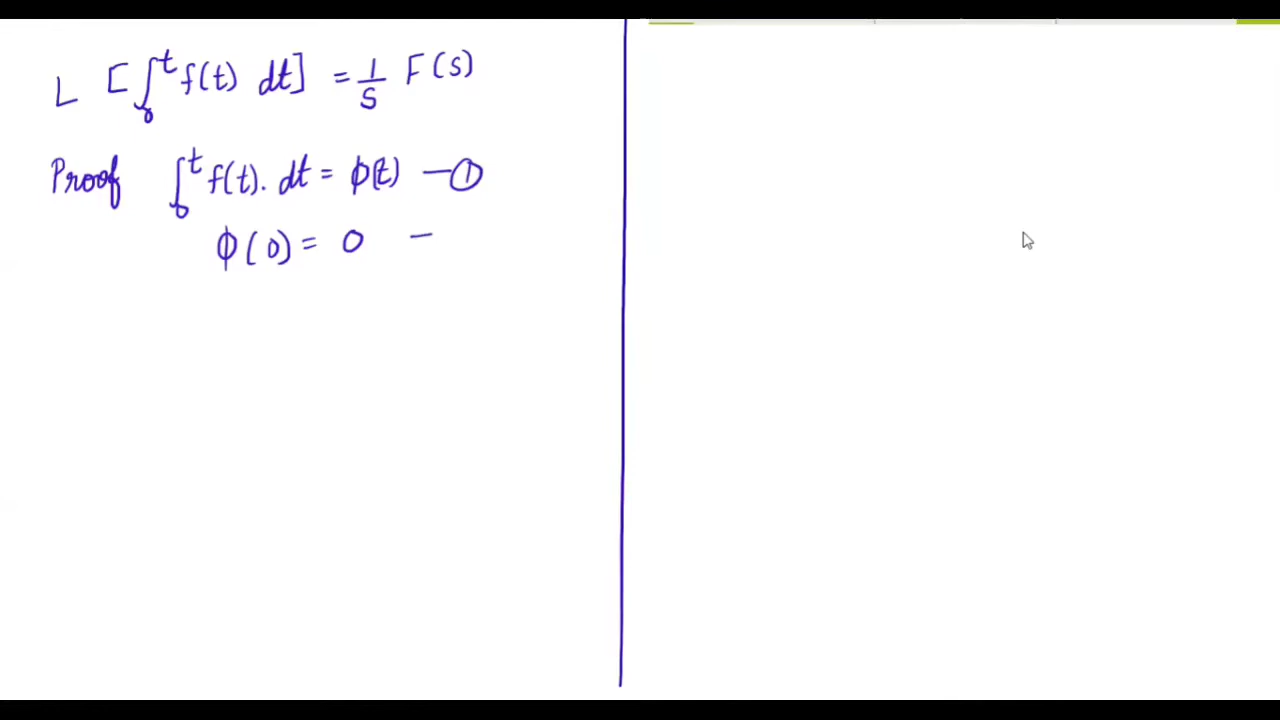 L [∫₀ᵗ f(t) dt] = 1/s F(s)
Proof ∫₀ᵗ f(t). dt = ϕ(t) —①
ϕ(0) = 0 —